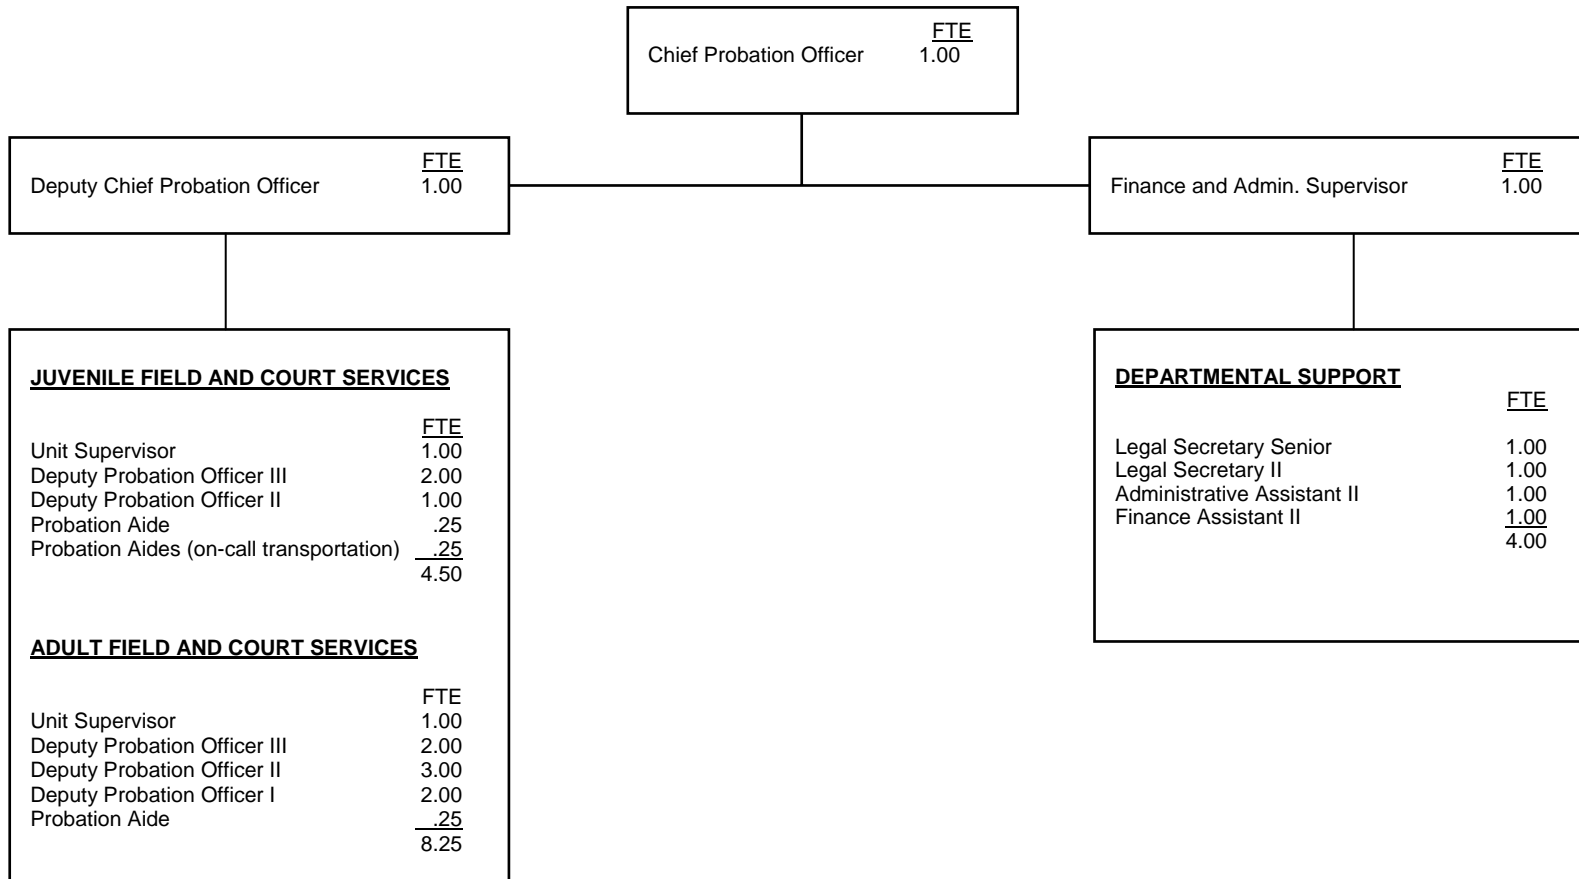 FTE
Chief Probation Officer 1.00
FTE
Deputy Chief Probation Officer 1.00
FTE
Finance and Admin. Supervisor 1.00
JUVENILE FIELD AND COURT SERVICES
FTE
Unit Supervisor 1.00
Deputy Probation Officer III 2.00
Deputy Probation Officer II 1.00
Probation Aide .25
Probation Aides (on-call transportation) .25
4.50
ADULT FIELD AND COURT SERVICES
FTE
Unit Supervisor 1.00
Deputy Probation Officer III 2.00
Deputy Probation Officer II 3.00
Deputy Probation Officer I 2.00
Probation Aide .25
8.25
DEPARTMENTAL SUPPORT
FTE
Legal Secretary Senior 1.00
Legal Secretary II 1.00
Administrative Assistant II 1.00
Finance Assistant II 1.00
4.00